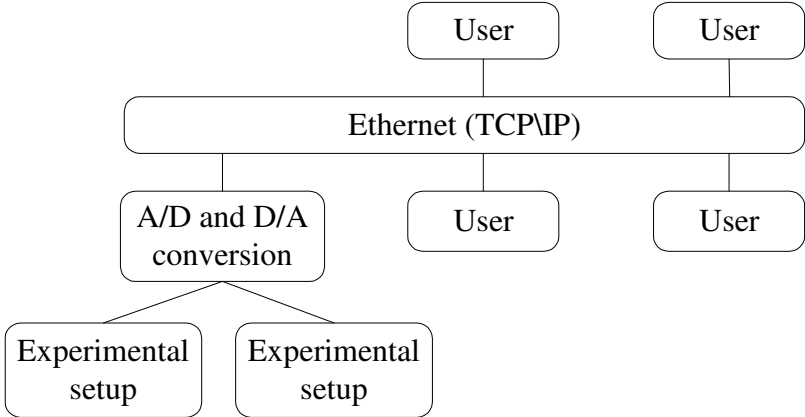 User
User
Ethernet (TCP\IP)
A/D and D/A
conversion
User
User
Experimental
setup
Experimental
setup